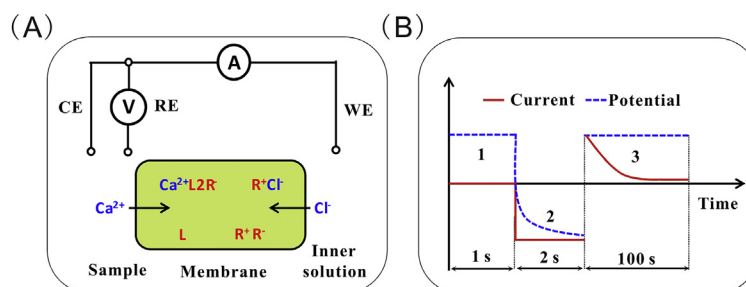 (A)
A
CE
V
RE
WE
Ca²⁺L2R⁻ R⁺Cl⁻
Ca²⁺
Cl⁻
L R⁺ R⁻
Sample Membrane Inner
solution
(B)
Current Potential
1
3
2
Time
1 s 2 s 100 s